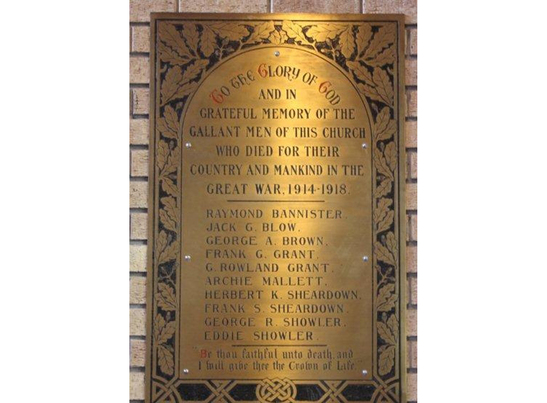 To the Glory of God
AND IN
GRATEFUL MEMORY OF THE
GALLANT MEN OF THIS CHURCH
WHO DIED FOR THEIR
COUNTRY AND MANKIND IN THE
GREAT WAR, 1914-1918.
RAYMOND BANNISTER.
JACK G. BLOW.
GEORGE A. BROWN.
FRANK G. GRANT.
G. ROWLAND GRANT.
ARCHIE MALLETT.
HERBERT K. SHEARDOWN.
FRANK S. SHEARDOWN.
GEORGE R. SHOWLER.
EDDIE SHOWLER.
Be thou faithful unto death, and
I will give thee the Crown of Life.